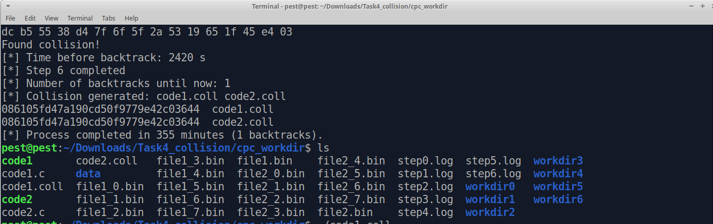 Terminal - pest@pest: ~/Downloads/Task4_collision/cpc_workdir
File Edit View Terminal Tabs Help
dc b5 55 38 d4 7f 6f 5f 2a 53 19 65 1f 45 e4 03
Found collision!
[*] Time before backtrack: 2420 s
[*] Step 6 completed
[*] Number of backtracks until now: 1
[*] Collision generated: code1.coll code2.coll
086105fd47a190cd50f9779e42c03644 code1.coll
086105fd47a190cd50f9779e42c03644 code2.coll
[*] Process completed in 355 minutes (1 backtracks).
pest@pest:~/Downloads/Task4_collision/cpc_workdir$ ls
code1 code2.coll file1_3.bin file1.bin file2_4.bin step0.log step5.log workdir3
code1.c data file1_4.bin file2_0.bin file2_5.bin step1.log step6.log workdir4
code1.coll file1_0.bin file1_5.bin file2_1.bin file2_6.bin step2.log workdir0 workdir5
code2 file1_1.bin file1_6.bin file2_2.bin file2_7.bin step3.log workdir1 workdir6
code2.c file1_2.bin file1_7.bin file2_3.bin file2.bin step4.log workdir2